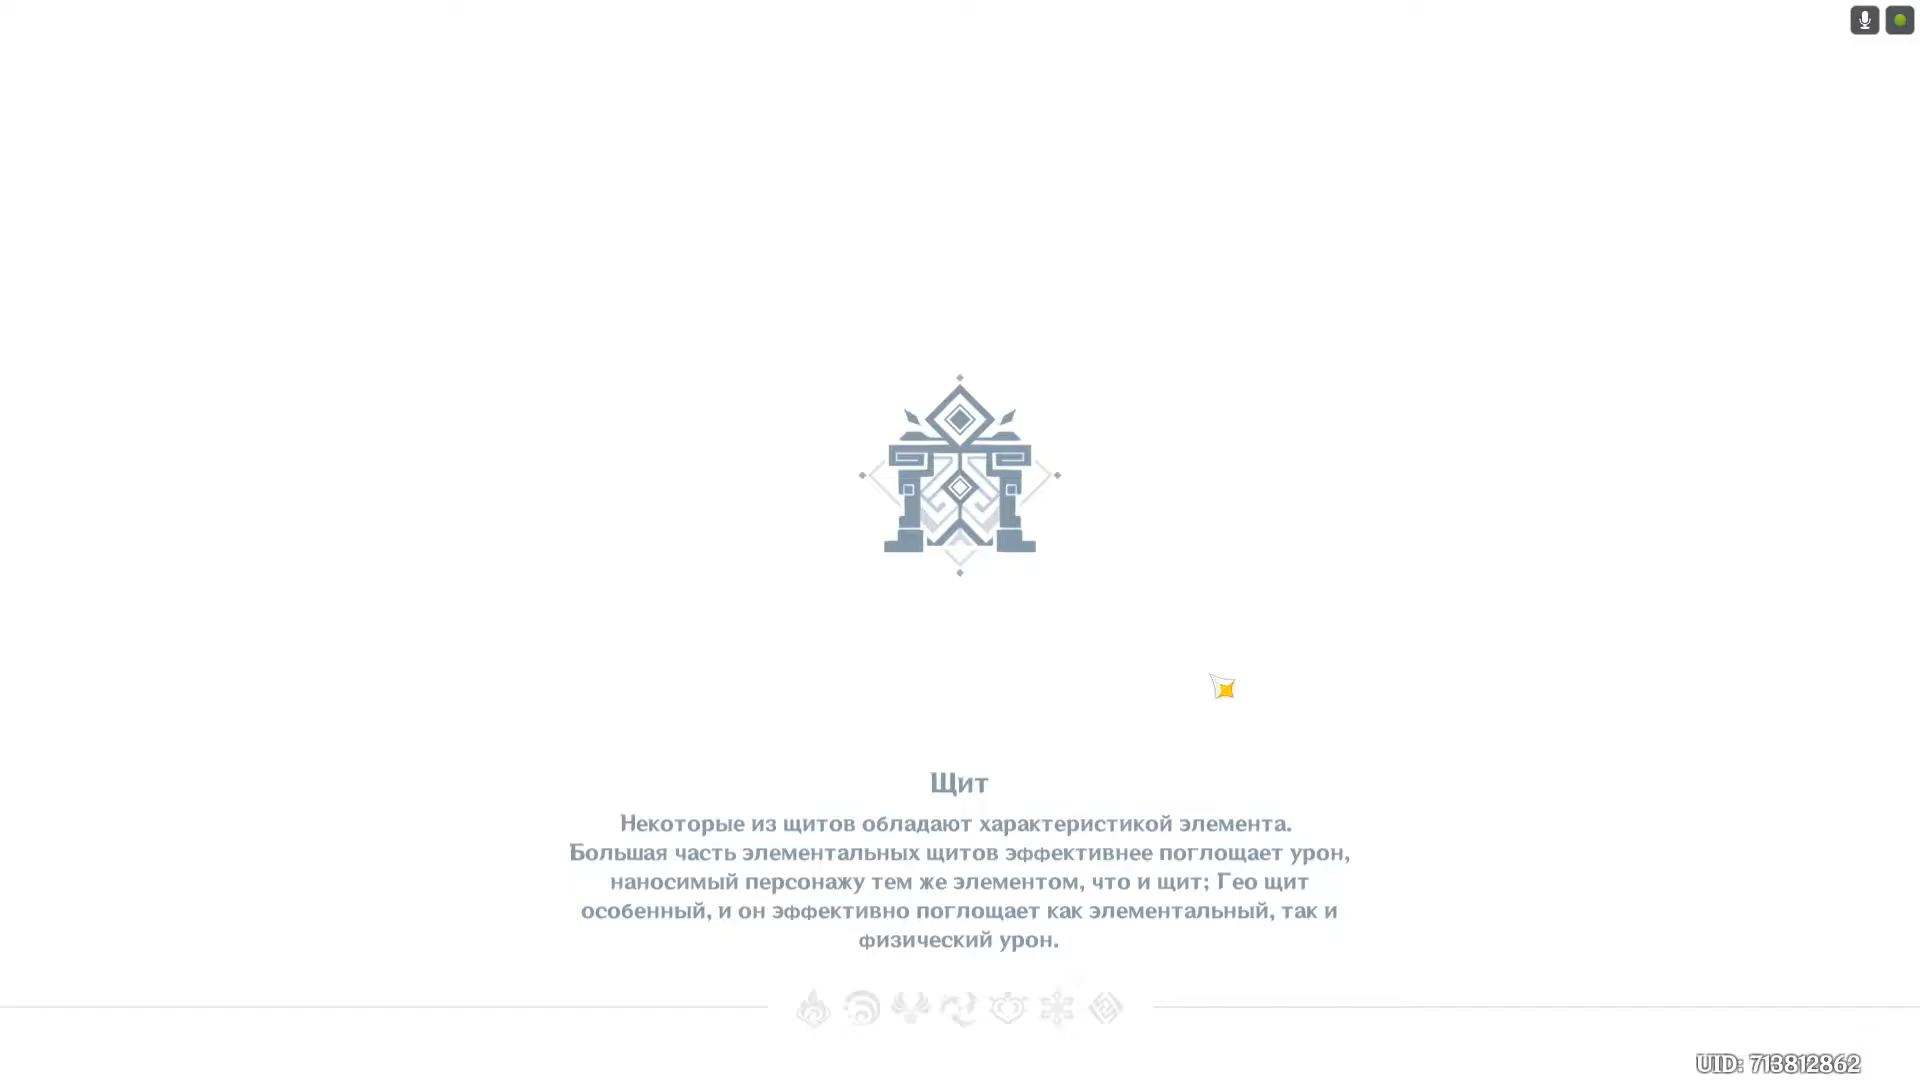 Щит
Некоторые из щитов обладают характеристикой элемента.
Большая часть элементальных щитов эффективнее поглощает урон,
наносимый персонажу тем же элементом, что и щит; Гео щит
особенный, и он эффективно поглощает как элементальный, так и
физический урон.
UID: 713812862